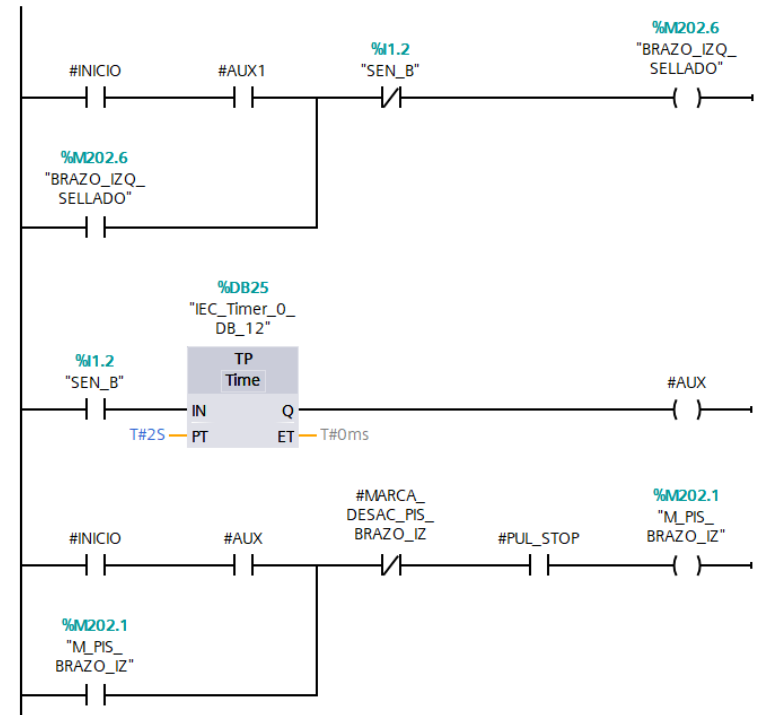 %M202.6
"BRAZO_IZQ_
SELLADO"
%I1.2
"SEN_B"
#INICIO
#AUX1
%M202.6
"BRAZO_IZQ_
SELLADO"
%DB25
"IEC_Timer_0_
DB_12"
%I1.2
"SEN_B"
TP
Time
#AUX
IN
Q
T#2S
PT
ET
T#0ms
#MARCA_
DESAC_PIS_
BRAZO_IZ
%M202.1
"M_PIS_
BRAZO_IZ"
#INICIO
#AUX
#PUL_STOP
%M202.1
"M_PIS_
BRAZO_IZ"